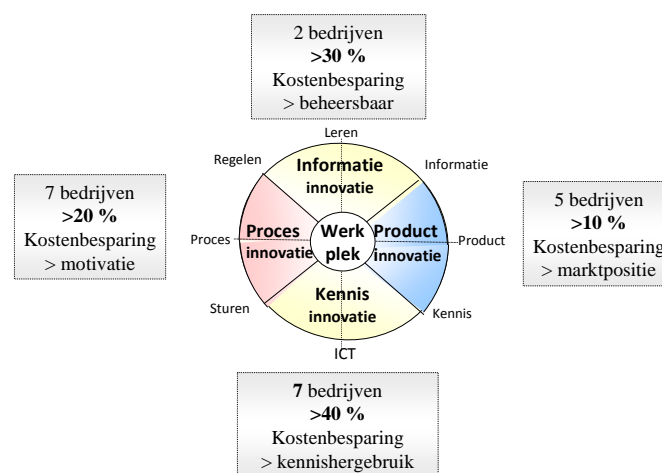 2 bedrijven
>30 %
Kostenbesparing
> beheersbaar
Leren
Regelen
Informatie
Informatie
innovatie
7 bedrijven
>20 %
Kostenbesparing
> motivatie
Proces
Proces
innovatie
Werk
plek
Product
innovatie
Product
5 bedrijven
>10 %
Kostenbesparing
> marktpositie
Sturen
Kennis
innovatie
Kennis
ICT
7 bedrijven
>40 %
Kostenbesparing
> kennishergebruik